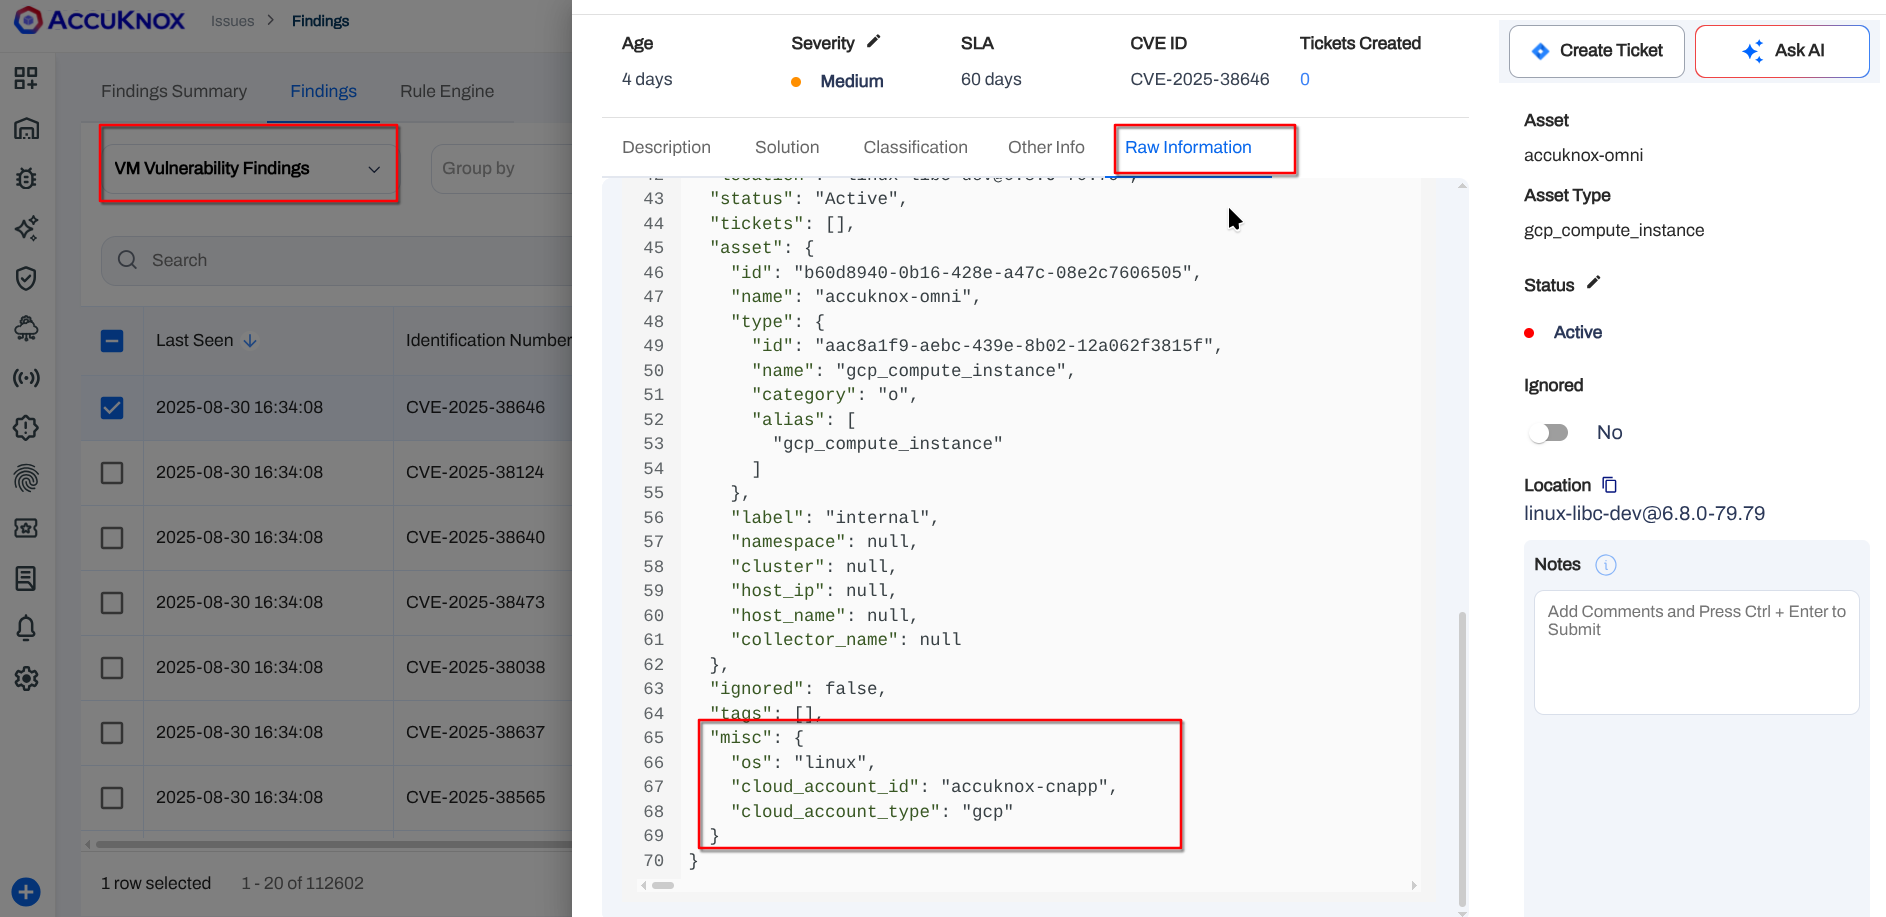 ACCUKNOX
Issues > Findings
Findings Summary
Findings
Rule Engine
VM Vulnerability Findings
Group by
Search
Last Seen
Identification Number
2025-08-30 16:34:08 CVE-2025-38646
2025-08-30 16:34:08 CVE-2025-38124
2025-08-30 16:34:08 CVE-2025-38640
2025-08-30 16:34:08 CVE-2025-38473
2025-08-30 16:34:08 CVE-2025-38038
2025-08-30 16:34:08 CVE-2025-38637
2025-08-30 16:34:08 CVE-2025-38565
1 row selected
1 - 20 of 112602
Age
4 days
Severity
Medium
SLA
60 days
CVE ID
CVE-2025-38646
Tickets Created
0
Description
Solution
Classification
Other Info
Raw Information
43 "status": "Active",
44 "tickets": [],
45 "asset": {
46 "id": "b60d8940-0b16-428e-a47c-08e2c7606505",
47 "name": "accuknox-omni",
48 "type": {
49 "id": "aac8a1f9-aebc-439e-8b02-12a062f3815f",
50 "name": "gcp_compute_instance",
51 "category": "o",
52 "alias": [
53 "gcp_compute_instance"
54 ]
55 },
56 "label": "internal",
57 "namespace": null,
58 "cluster": null,
59 "host_ip": null,
60 "host_name": null,
61 "collector_name": null
62 },
63 "ignored": false,
64 "tags": [],
65 "misc": {
66 "os": "linux",
67 "cloud_account_id": "accuknox-cnapp",
68 "cloud_account_type": "gcp"
69 }
70 }
Create Ticket
Ask AI
Asset
accuknox-omni
Asset Type
gcp_compute_instance
Status
Active
Ignored
No
Location
linux-libc-dev@6.8.0-79.79
Notes
Add Comments and Press Ctrl + Enter to
Submit